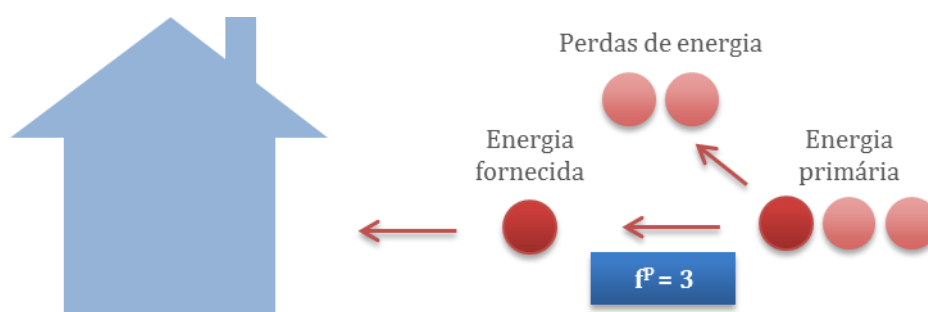 Perdas de energia
Energia
fornecida
Energia
primária
fᴾ = 3